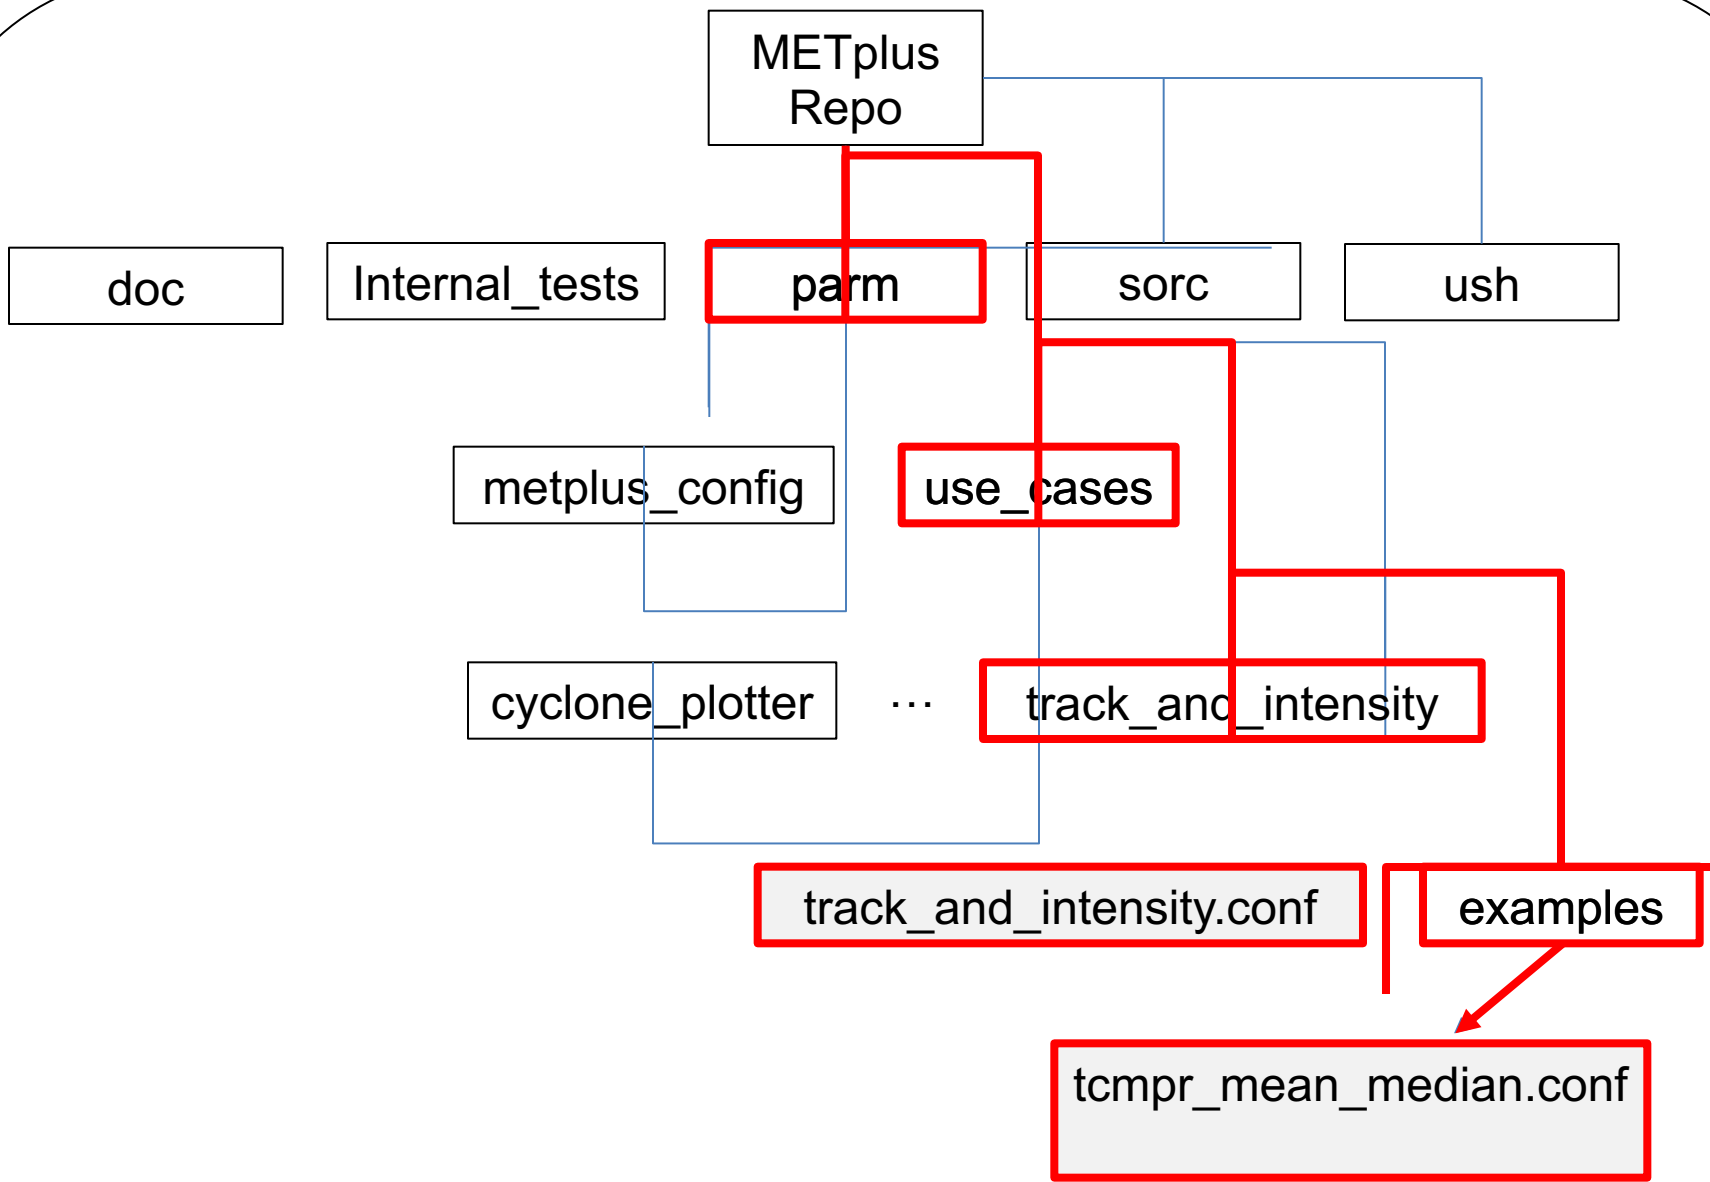 METplus
Repo
doc
Internal_tests
parm
sorc
ush
metplus_config
use_cases
cyclone_plotter
...
track_and_intensity
track_and_intensity.conf
examples
tcmpr_mean_median.conf